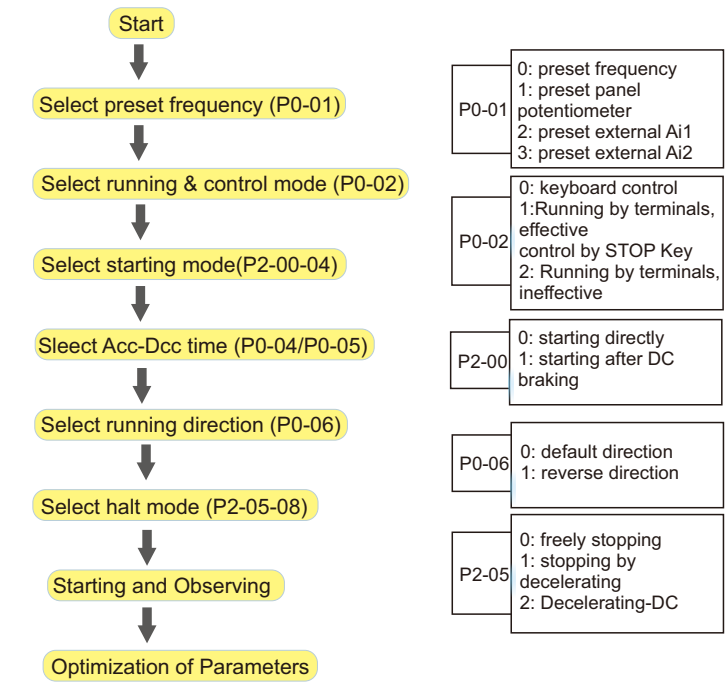 Start
Select preset frequency (P0-01)
Select running & control mode (P0-02)
Select starting mode(P2-00-04)
Sleect Acc-Dcc time (P0-04/P0-05)
Select running direction (P0-06)
Select halt mode (P2-05-08)
Starting and Observing
Optimization of Parameters
P0-01
0: preset frequency
1: preset panel
potentiometer
2: preset external Ai1
3: preset external Ai2
P0-02
0: keyboard control
1:Running by terminals,
effective
control by STOP Key
2: Running by terminals,
ineffective
P2-00
0: starting directly
1: starting after DC
braking
P0-06
0: default direction
1: reverse direction
P2-05
0: freely stopping
1: stopping by
decelerating
2: Decelerating-DC